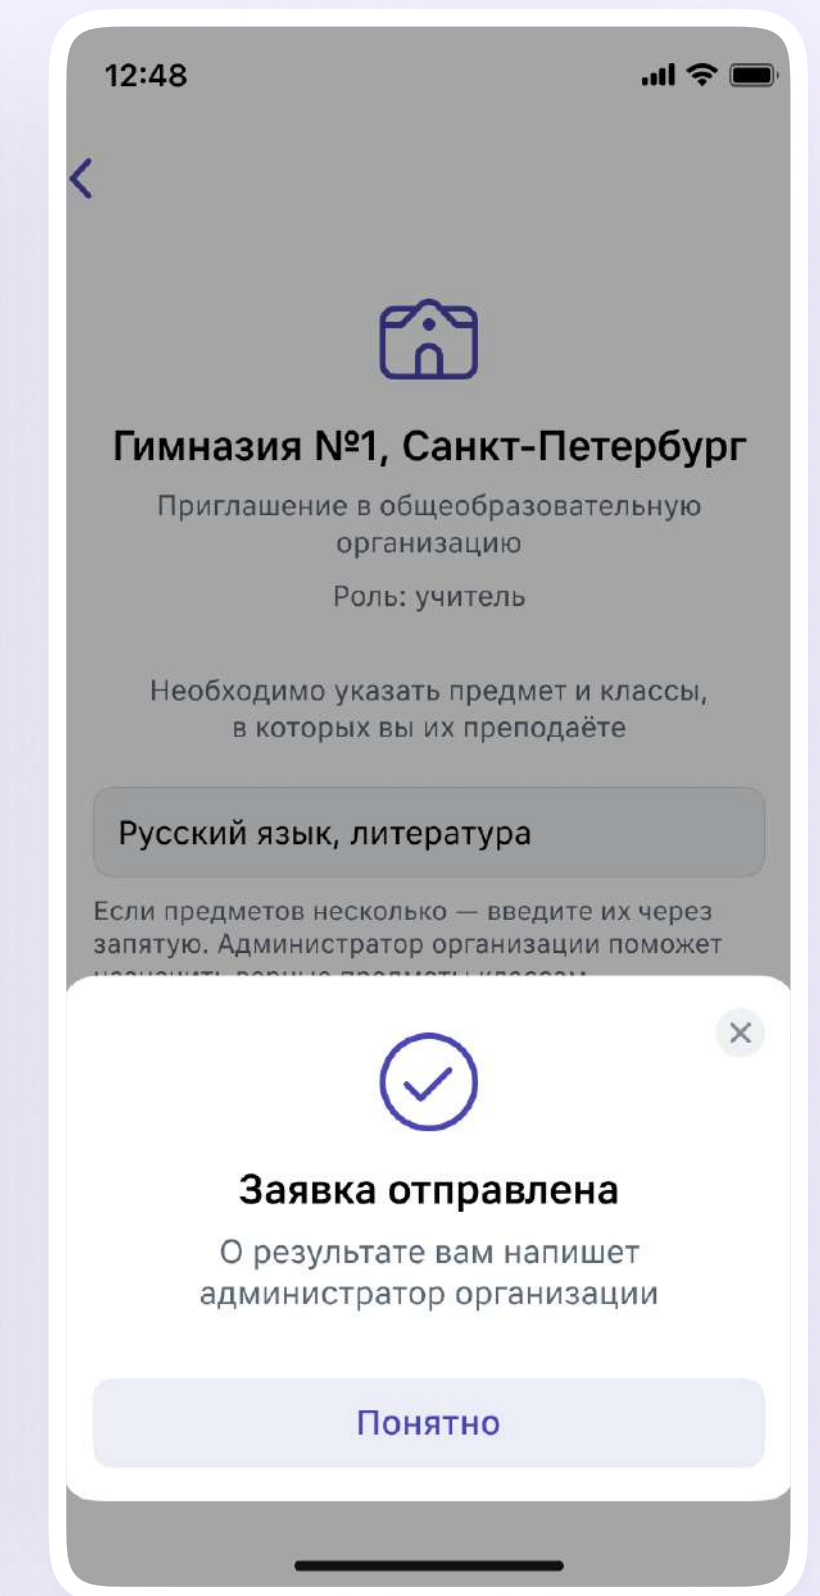 12:48
Гимназия №1, Санкт-Петербург
Приглашение в общеобразовательную
организацию
Роль: учитель
Необходимо указать предмет и классы,
в которых вы их преподаёте
Русский язык, литература
Если предметов несколько — введите их через
запятую. Администратор организации поможет
Заявка отправлена
О результате вам напишет
администратор организации
Понятно